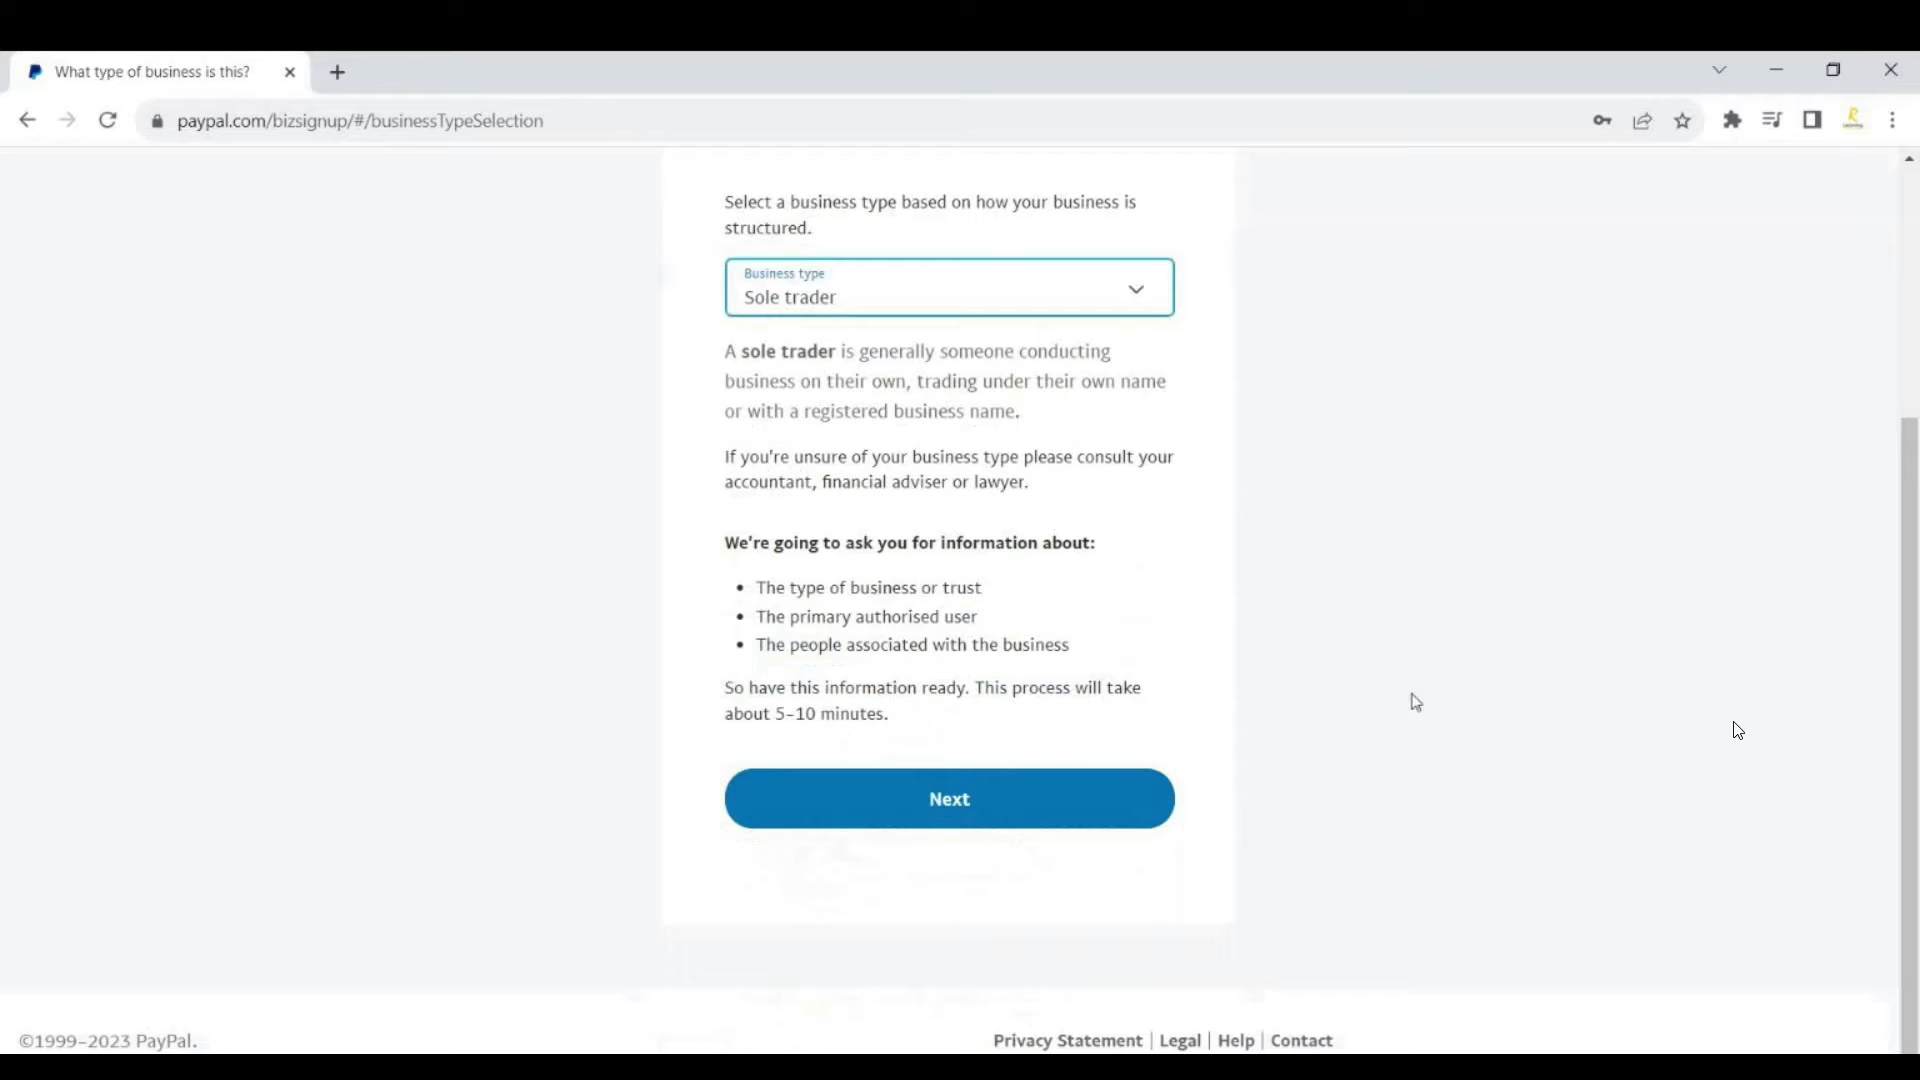 What type of business is this?
paypal.com/bizsignup/#/businessTypeSelection
Select a business type based on how your business is
structured.
Business type
Sole trader
A sole trader is generally someone conducting
business on their own, trading under their own name
or with a registered business name.
If you're unsure of your business type please consult your
accountant, financial adviser or lawyer.
We're going to ask you for information about:
• The type of business or trust
• The primary authorised user
• The people associated with the business
So have this information ready. This process will take
about 5-10 minutes.
Next
©1999-2023 PayPal.
Privacy Statement | Legal | Help | Contact